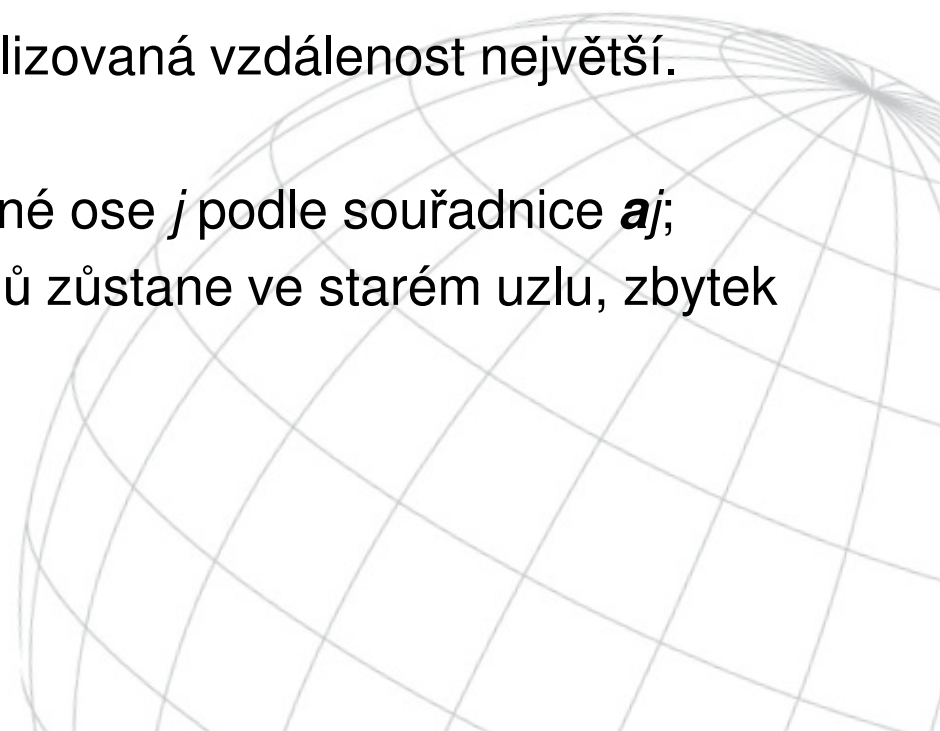 lizovaná vzdálenost největší.
né ose j podle souřadnice aj;
ů zůstane ve starém uzlu, zbytek